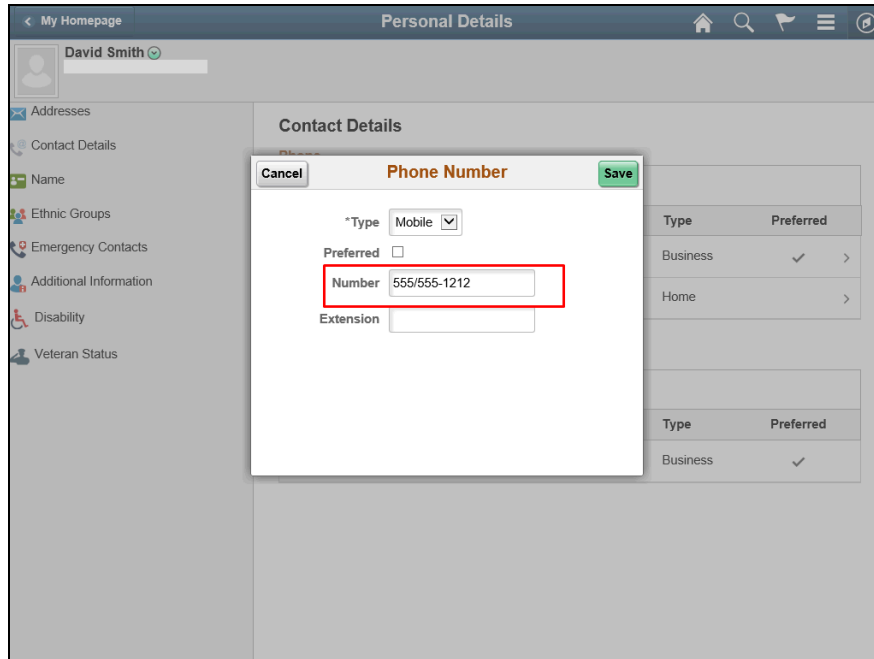 My Homepage
Personal Details
David Smith
Addresses
Contact Details
Name
Ethnic Groups
Emergency Contacts
Additional Information
Disability
Veteran Status
Contact Details
Phone
Cancel
Phone Number
Save
*Type Mobile
Preferred
Number 555/555-1212
Extension
Type Preferred
Business
Home
Type Preferred
Business